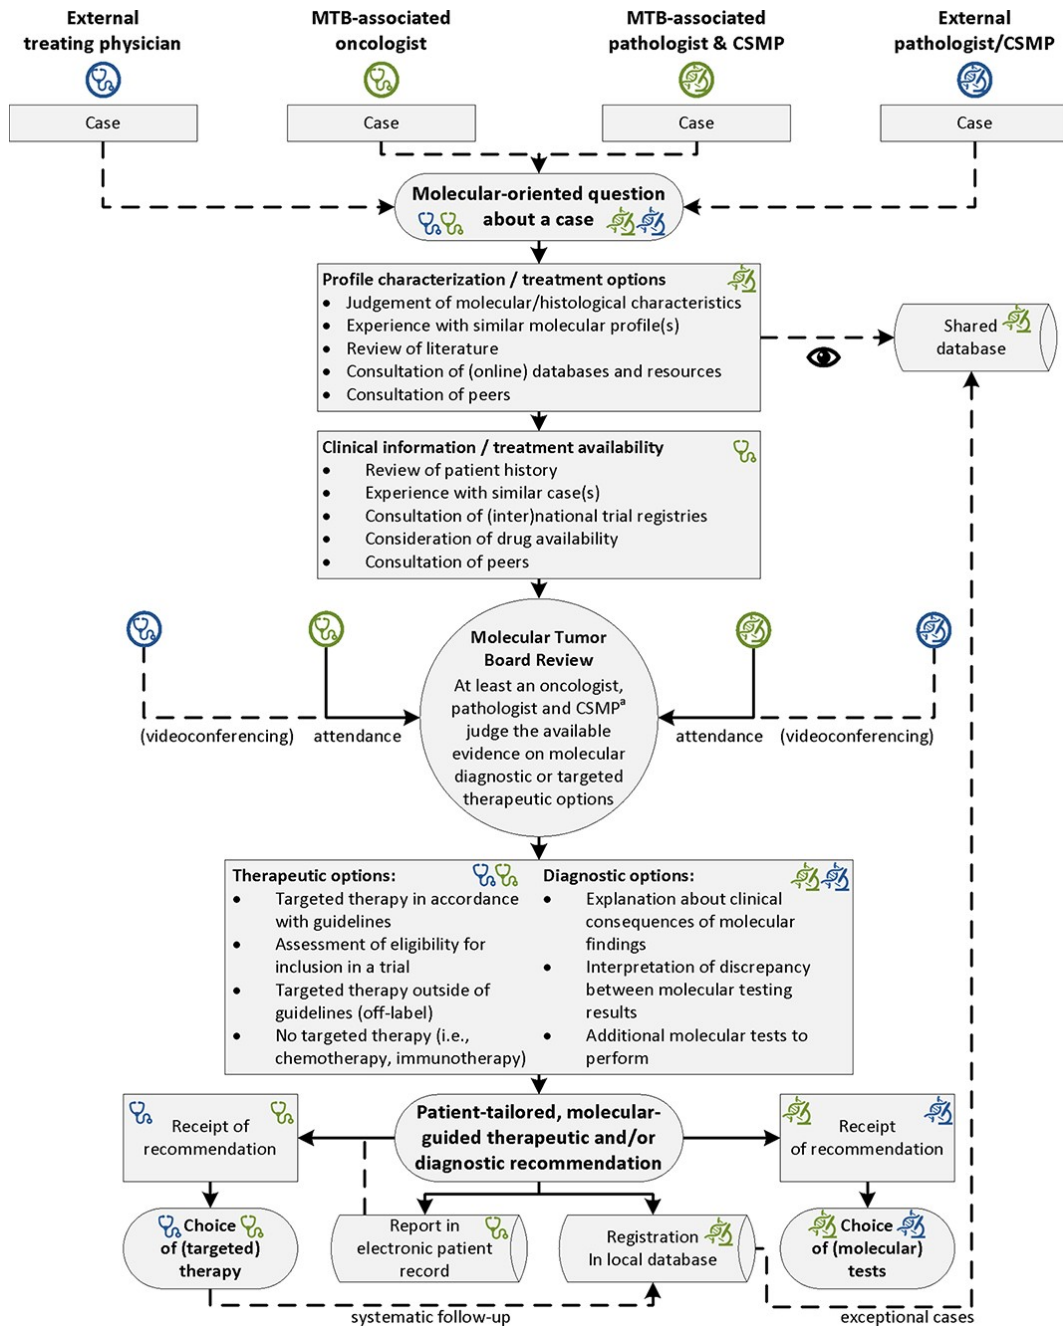 External
treating physician
MTB-associated
oncologist
MTB-associated
pathologist & CSMP
External
pathologist/CSMP
Case
Case
Case
Case
Molecular-oriented question
about a case
Profile characterization / treatment options
• Judgement of molecular/histological characteristics
• Experience with similar molecular profile(s)
• Review of literature
• Consultation of (online) databases and resources
• Consultation of peers
Shared
database
Clinical information / treatment availability
• Review of patient history
• Experience with similar case(s)
• Consultation of (inter)national trial registries
• Consideration of drug availability
• Consultation of peers
Molecular Tumor
Board Review
At least an oncologist,
pathologist and CSMPᵃ
judge the available
evidence on molecular
diagnostic or targeted
therapeutic options
(videoconferencing)
attendance
attendance
(videoconferencing)
Therapeutic options:
• Targeted therapy in accordance
with guidelines
• Assessment of eligibility for
inclusion in a trial
• Targeted therapy outside of
guidelines (off-label)
• No targeted therapy (i.e.,
chemotherapy, immunotherapy)
Diagnostic options:
• Explanation about clinical
consequences of molecular
findings
• Interpretation of discrepancy
between molecular testing
results
• Additional molecular tests to
perform
Receipt of
recommendation
Patient-tailored, molecular-
guided therapeutic and/or
diagnostic recommendation
Receipt
of recommendation
Choice
of (targeted)
therapy
Report in
electronic patient
record
Registration
In local database
Choice
of (molecular)
tests
systematic follow-up
exceptional cases